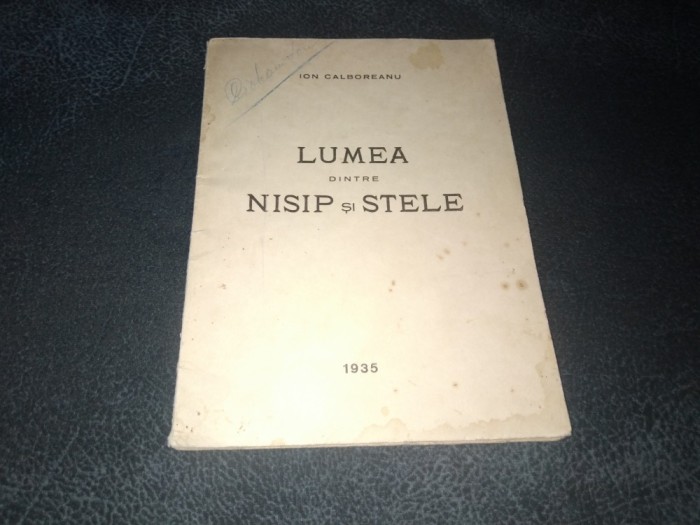 ION CALBOREANU
LUMEA
DINTRE
NISIP ȘI STELE
1935